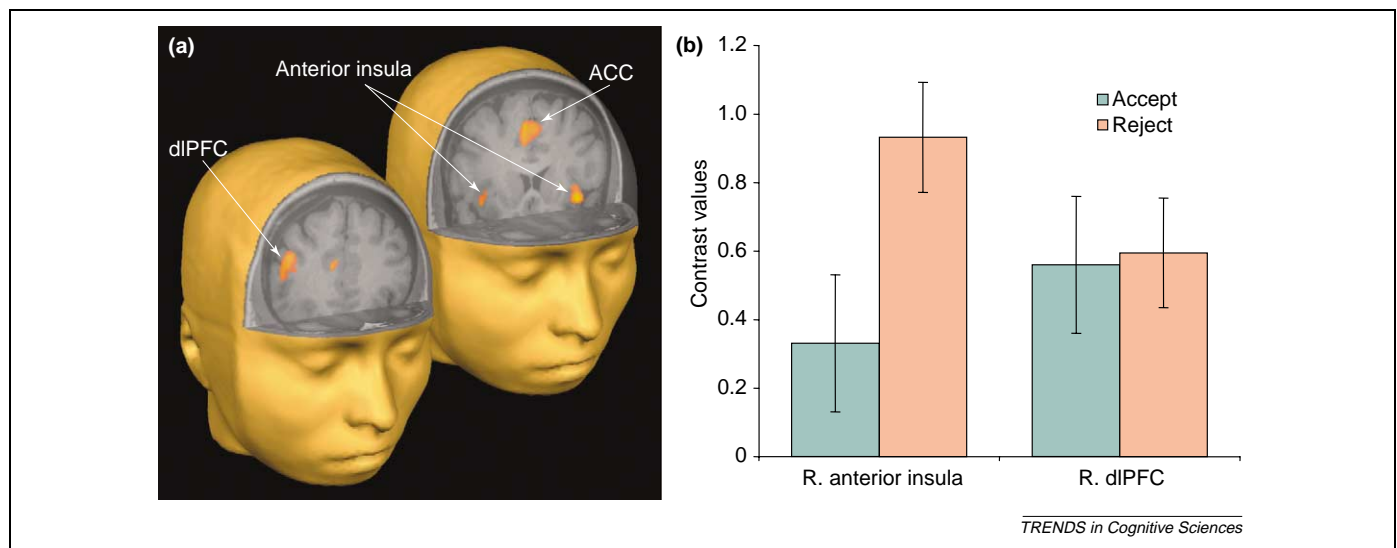 (a)
Anterior insula
ACC
dlPFC
(b)
Contrast values
1.2
1.0
0.8
0.6
0.4
0.2
0
Accept
Reject
R. anterior insula
R. dlPFC
TRENDS in Cognitive Sciences